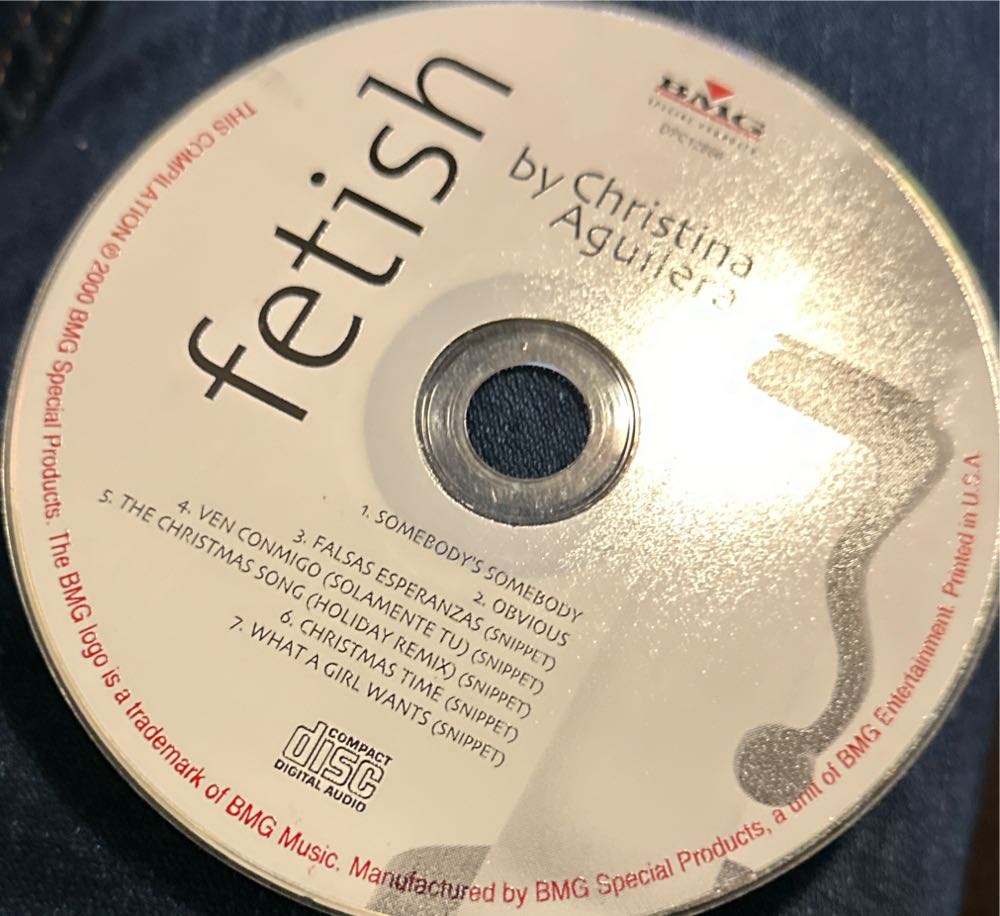 fetish
by Christina
Aguilera
BMG
SPECIAL PRODUCTS
1. SOMEBODY'S SOMEBODY
2. OBVIOUS
3. FALSAS ESPERANZAS (SNIPPET)
4. VEN CONMIGO (SOLAMENTE TU) (SNIPPET)
5. THE CHRISTMAS SONG (HOLIDAY REMIX) (SNIPPET)
6. CHRISTMAS TIME (SNIPPET)
7. WHAT A GIRL WANTS (SNIPPET)
COMPACT
disc
DIGITAL AUDIO
THIS COMPILATION ℗ 2000 BMG Special Products. The BMG logo is a trademark of BMG Music. Manufactured by BMG Special Products, a unit of BMG Entertainment. Printed in U.S.A